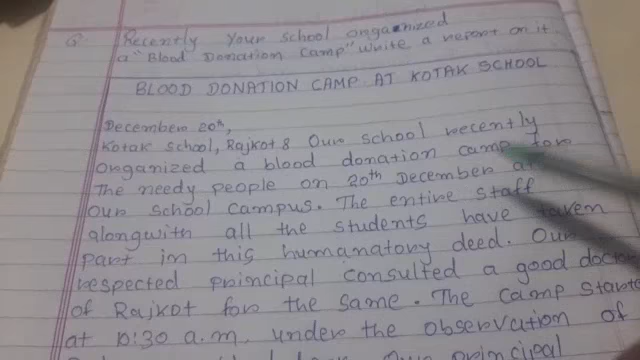 Q. Recently your school organized
a "Blood Donation Camp" write a report on it
BLOOD DONATION CAMP AT KOTAK SCHOOL
December 20th,
Kotak School, Rajkot : Our school recently
organized a blood donation camp for
The needy people on 20th December at
Our school campus. The entire staff
alongwith all the students have taken
part in this humanatory deed. Our
respected principal consulted a good doctor
of Rajkot for the same. The camp started
at 10:30 a.m. under the observation of
Our principal